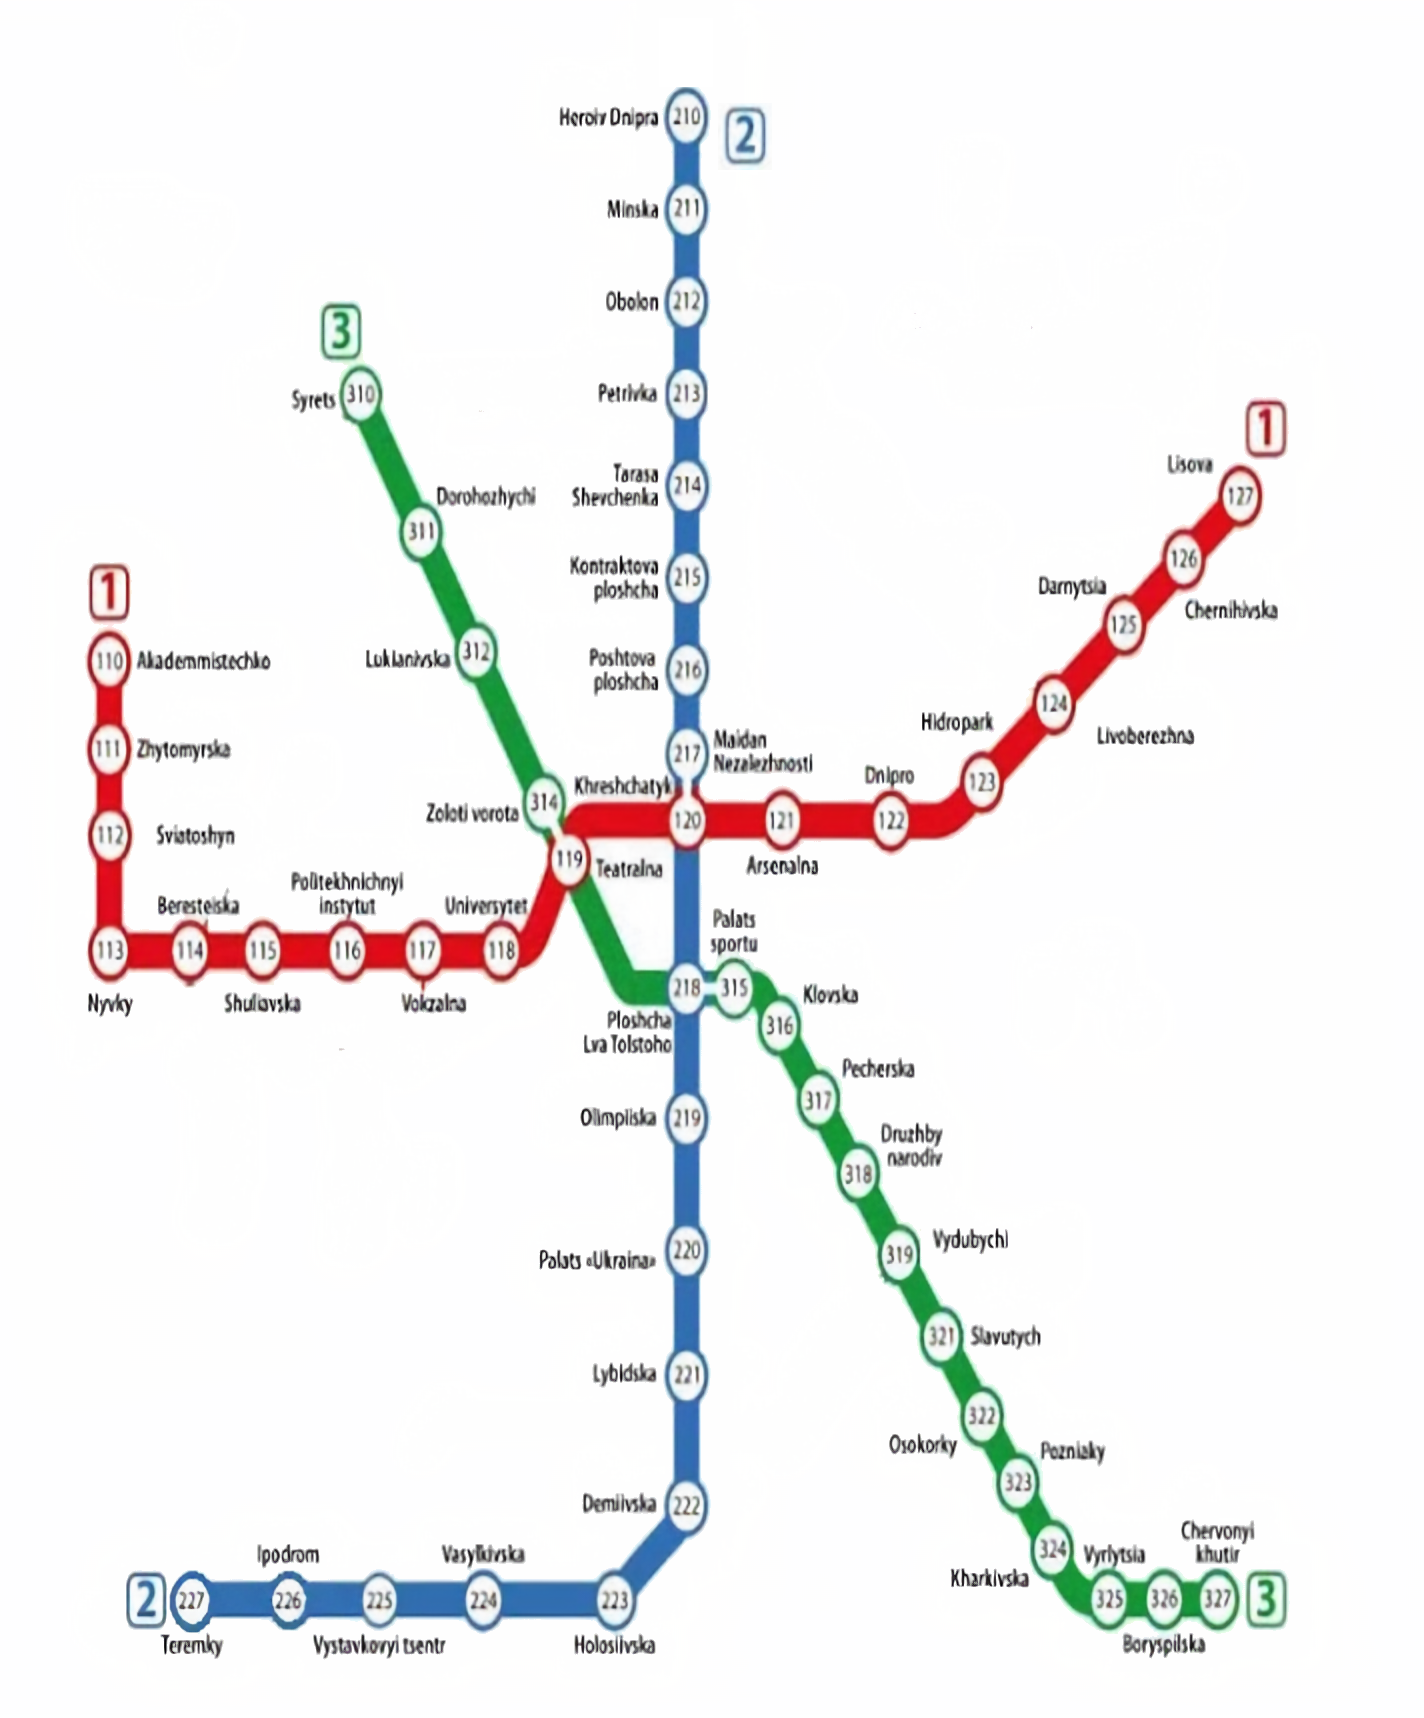 Heroiv Dnipra
210
2
Minska
211
Obolon
212
3
Syrets
310
Petrivka
213
1
Lisova
127
Tarasa
Shevchenka
214
Dorohozhychi
311
126
Chernihivska
1
Kontraktova
ploshcha
215
Darnytsia
125
110
Akademmistechko
Luklanivska
312
Poshtova
ploshcha
216
124
Livoberezhna
Hidropark
123
111
Zhytomyrska
217
Maidan
Nezalezhnosti
Khreshchatyk
120
121
Arsenalna
Dnipro
122
Zoloti vorota
314
112
Sviatoshyn
119
Teatralna
113
Nyvky
Beresteiska
114
115
Shuliavska
Politekhnichnyi
instytut
116
117
Vokzalna
Universytet
118
Palats
sportu
218
315
Ploshcha
Lva Tolstoho
Klovska
316
Pecherska
317
Olimpiiska
219
Druzhby
narodiv
318
Palats «Ukraina»
220
Vydubychi
319
321
Slavutych
Lybidska
221
322
Osokorky
Pozniaky
323
Demiivska
222
324
Kharkivska
2
227
Teremky
Ipodrom
226
225
Vystavkovyi tsentr
Vasylkivska
224
223
Holosiivska
Vyrlytsia
325
326
Boryspilska
Chervonyi
khutir
327
3